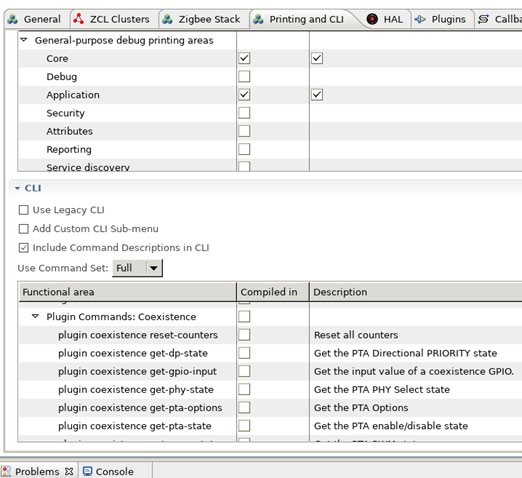 General ZCL Clusters Zigbee Stack Printing and CLI HAL Plugins
General-purpose debug printing areas
Core
Debug
Application
Security
Attributes
Reporting
Service discovery
CLI
Use Legacy CLI
Add Custom CLI Sub-menu
Include Command Descriptions in CLI
Use Command Set: Full
Functional area Compiled in Description
Plugin Commands: Coexistence
plugin coexistence reset-counters Reset all counters
plugin coexistence get-dp-state Get the PTA Directional PRIORITY state
plugin coexistence get-gpio-input Get the input value of a coexistence GPIO.
plugin coexistence get-phy-state Get the PTA PHY Select state
plugin coexistence get-pta-options Get the PTA Options
plugin coexistence get-pta-state Get the PTA enable/disable state
Problems Console